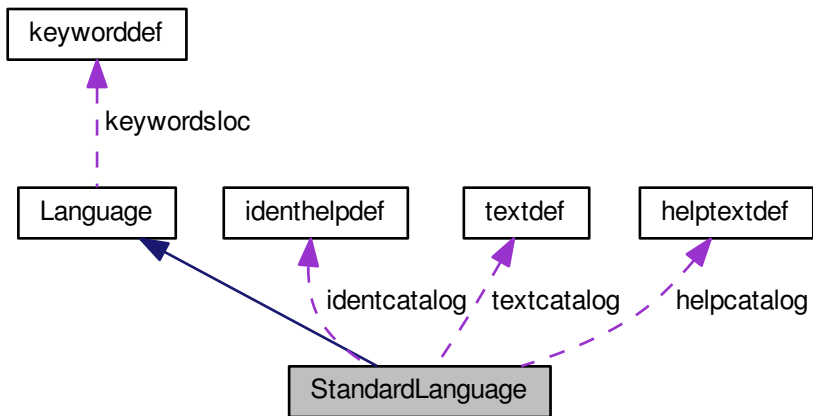 keyworddef
keywordsloc
Language
identhelpdef
textdef
helptextdef
identcatalog
textcatalog
helpcatalog
StandardLanguage